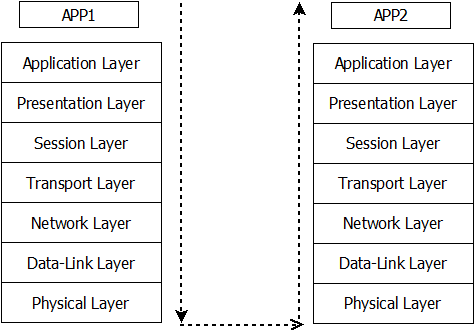 APP1 APP2
Application Layer Application Layer
Presentation Layer Presentation Layer
Session Layer Session Layer
Transport Layer Transport Layer
Network Layer Network Layer
Data-Link Layer Data-Link Layer
Physical Layer Physical Layer